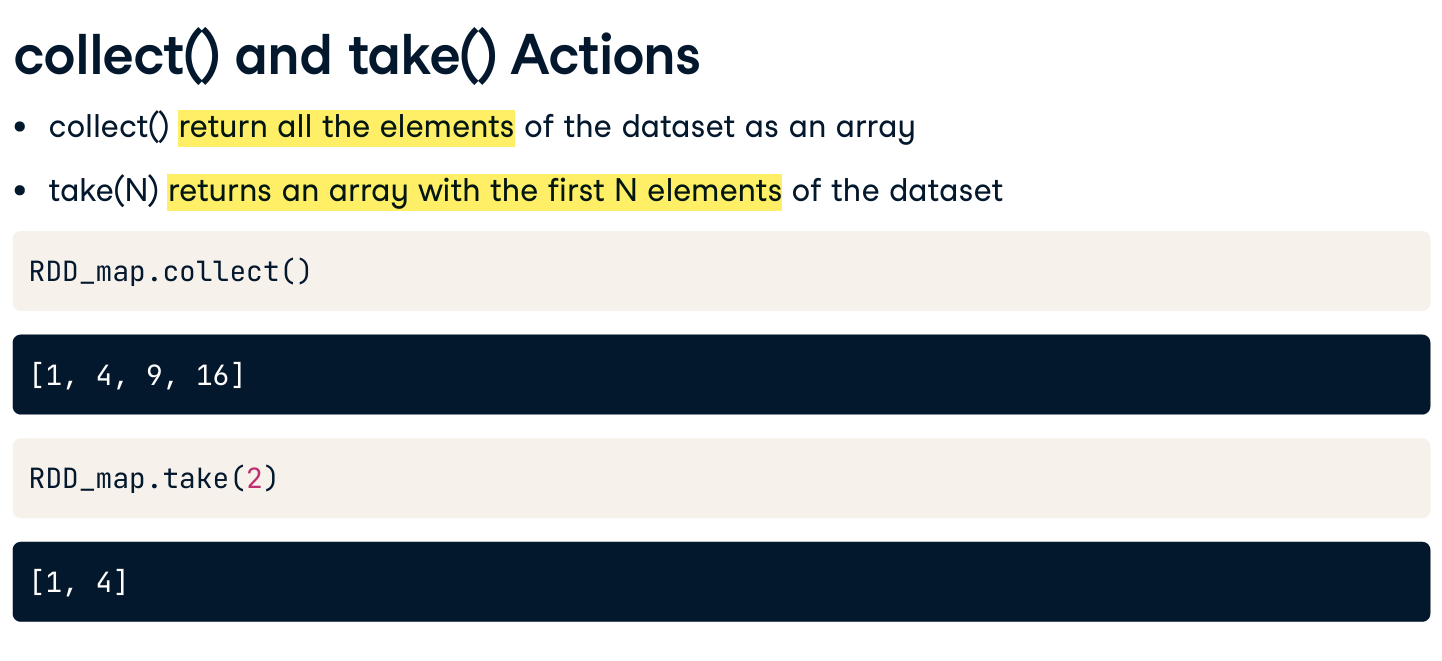 collect() and take() Actions
• collect() return all the elements of the dataset as an array
• take(N) returns an array with the first N elements of the dataset
RDD_map.collect()
[1, 4, 9, 16]
RDD_map.take(2)
[1, 4]